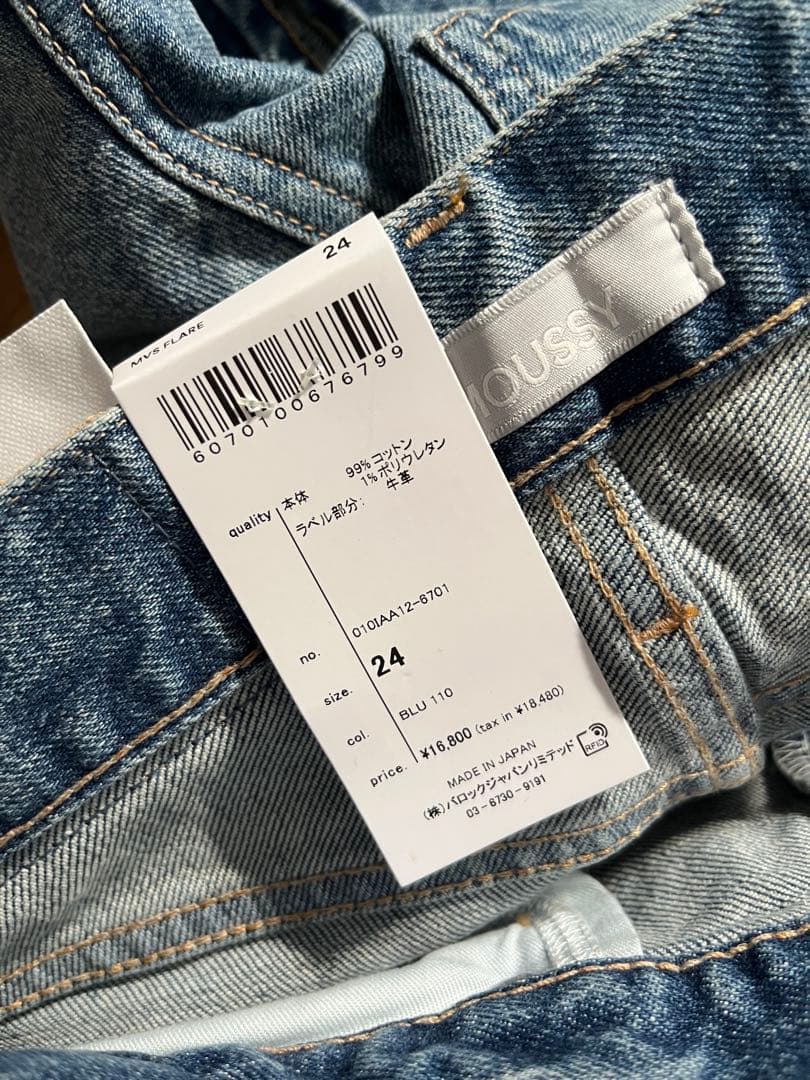 24
MVS FLARE
6070100676799
MOUSSY
quality
本体 99%コットン
1%ポリウレタン
ラベル部分: 牛革
no. 010IAA12-6701
size. 24
col. BLU 110
price. ¥16,800 (tax in ¥18,480)
MADE IN JAPAN
(株)バロックジャパンリミテッド
03-6730-9191
RFID